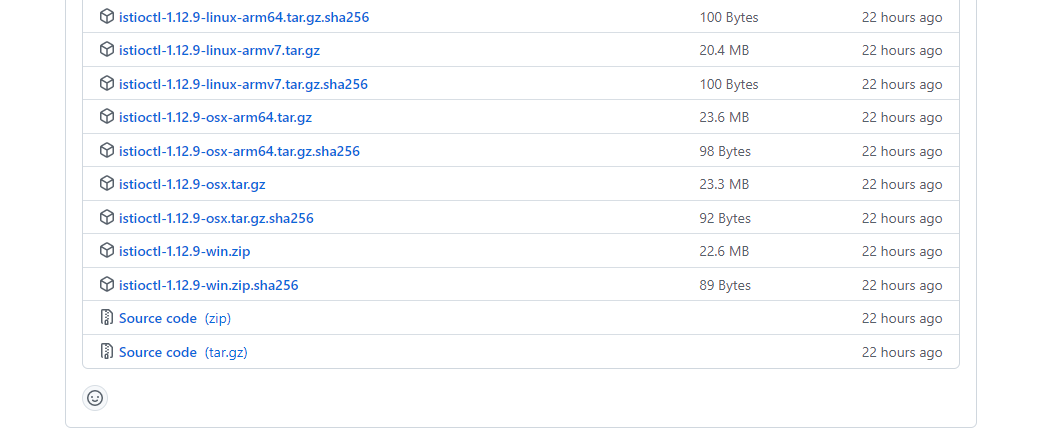 istioctl-1.12.9-linux-arm64.tar.gz.sha256 100 Bytes 22 hours ago
istioctl-1.12.9-linux-armv7.tar.gz 20.4 MB 22 hours ago
istioctl-1.12.9-linux-armv7.tar.gz.sha256 100 Bytes 22 hours ago
istioctl-1.12.9-osx-arm64.tar.gz 23.6 MB 22 hours ago
istioctl-1.12.9-osx-arm64.tar.gz.sha256 98 Bytes 22 hours ago
istioctl-1.12.9-osx.tar.gz 23.3 MB 22 hours ago
istioctl-1.12.9-osx.tar.gz.sha256 92 Bytes 22 hours ago
istioctl-1.12.9-win.zip 22.6 MB 22 hours ago
istioctl-1.12.9-win.zip.sha256 89 Bytes 22 hours ago
Source code (zip) 22 hours ago
Source code (tar.gz) 22 hours ago